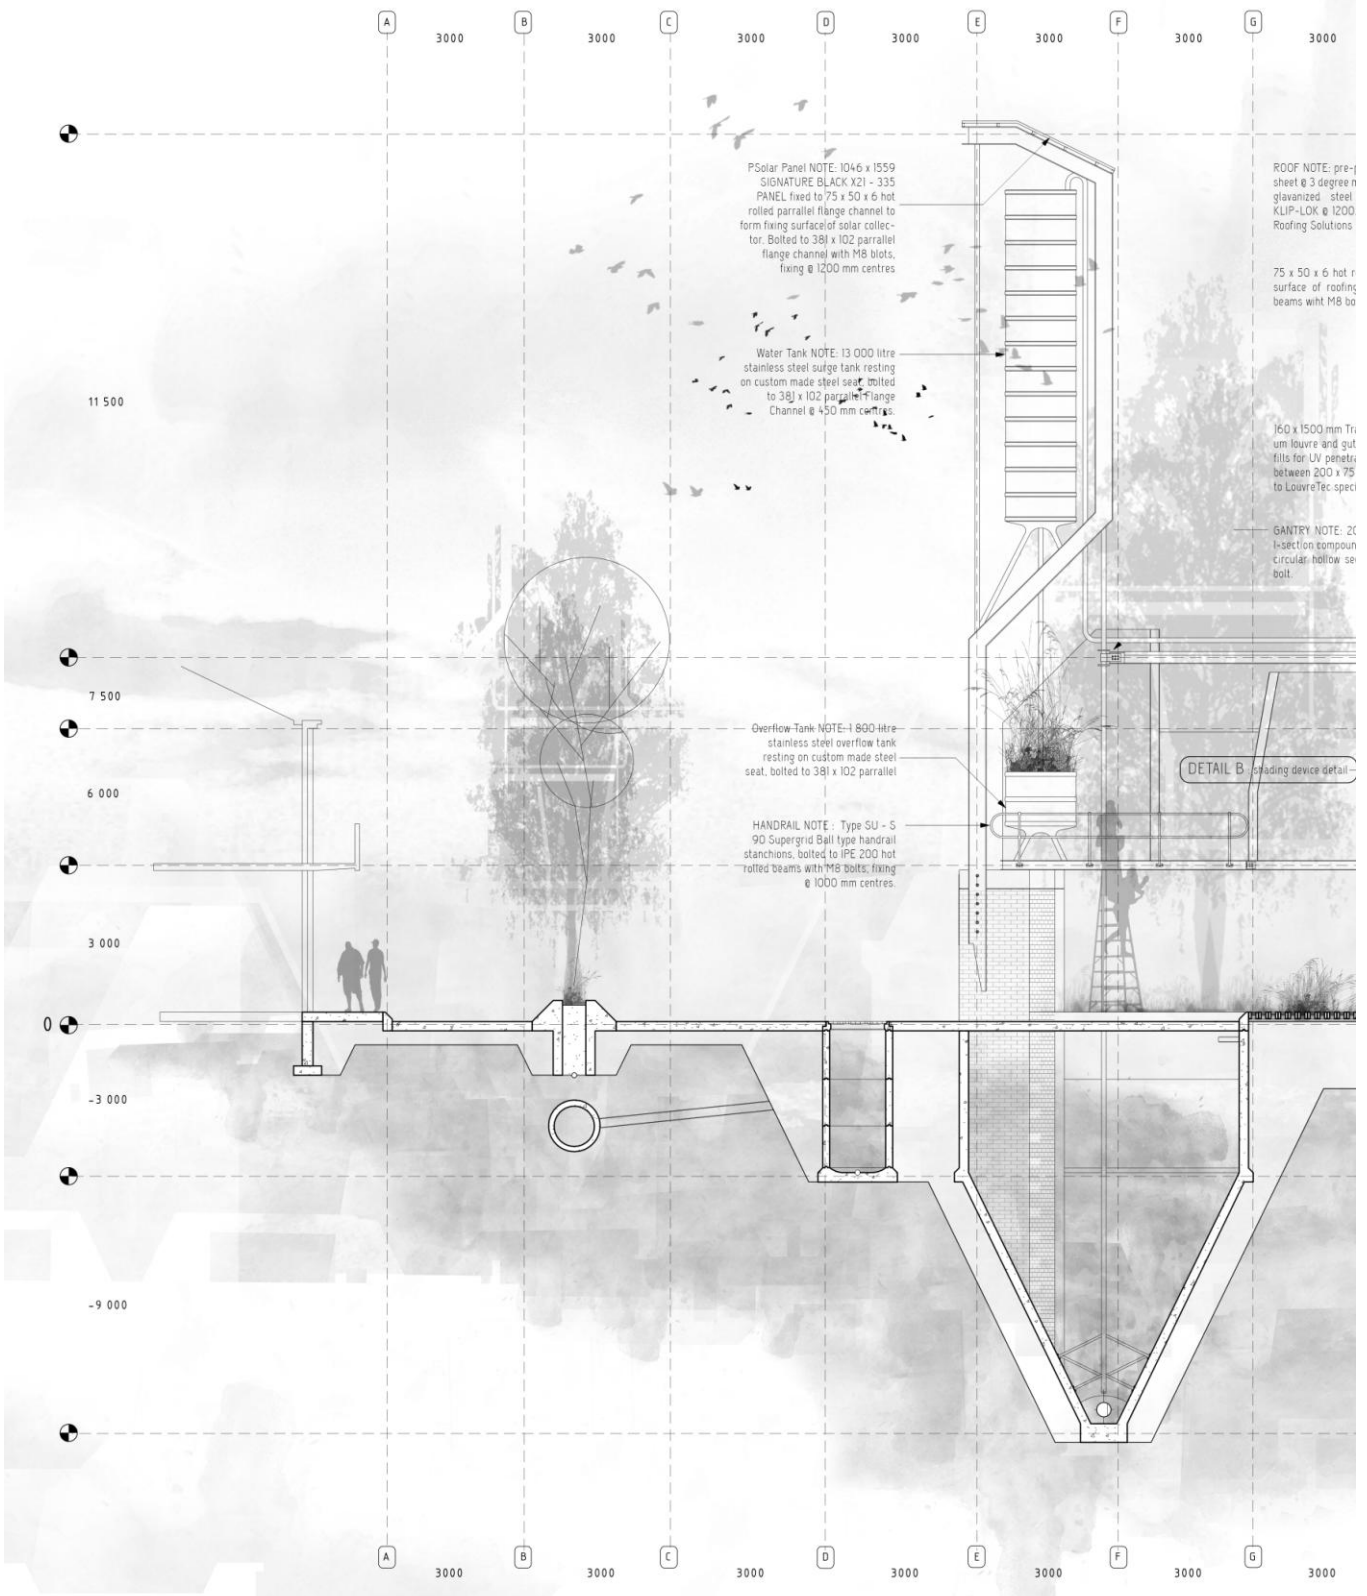 A B C D E F G
3000 3000 3000 3000 3000 3000 3000
PSolar Panel NOTE: 1046 x 1559
SIGNATURE BLACK X21 - 335
PANEL fixed to 75 x 50 x 6 hot
rolled parrallel flange channel to
form fixing surface of solar collec-
tor. Bolted to 381 x 102 parrallel
flange channel with M8 blots,
fixing @ 1200 mm centres
ROOF NOTE: pre-p
sheet @ 3 degree m
glavanized steel
KLIP-LOK @ 1200
Roofing Solutions
75 x 50 x 6 hot r
surface of roofing
beams wiht M8 bo
Water Tank NOTE: 13 000 litre
stainless steel surge tank resting
on custom made steel seat, bolted
to 381 x 102 parrallel Flange
Channel @ 450 mm centres.
11 500
160 x 1500 mm Tra
um louvre and gut
fills for UV penetra
between 200 x 75
to LouvreTec speci
GANTRY NOTE: 20
I-section compoun
circular hollow sec
bolt.
7 500
Overflow Tank NOTE: 1 800 litre
stainless steel overflow tank
resting on custom made steel
seat, bolted to 381 x 102 parrallel
DETAIL B : shading device detail
6 000
HANDRAIL NOTE : Type SU - S
90 Supergrid Ball type handrail
stanchions, bolted to IPE 200 hot
rolled beams with M8 bolts, fixing
@ 1000 mm centres.
3 000
0
-3 000
-9 000
A B C D E F G
3000 3000 3000 3000 3000 3000 3000